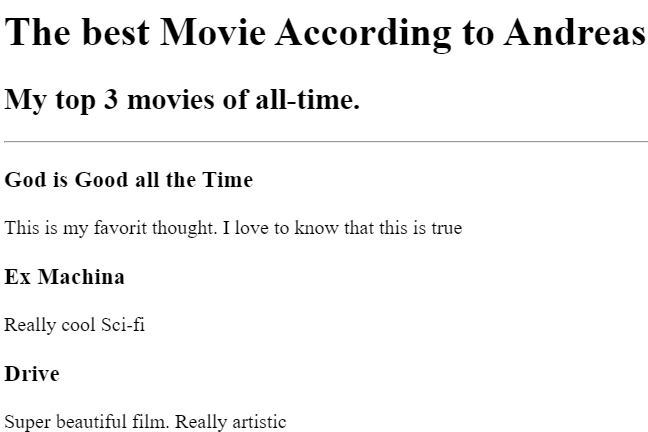 The best Movie According to Andreas
My top 3 movies of all-time.
God is Good all the Time
This is my favorit thought. I love to know that this is true
Ex Machina
Really cool Sci-fi
Drive
Super beautiful film. Really artistic